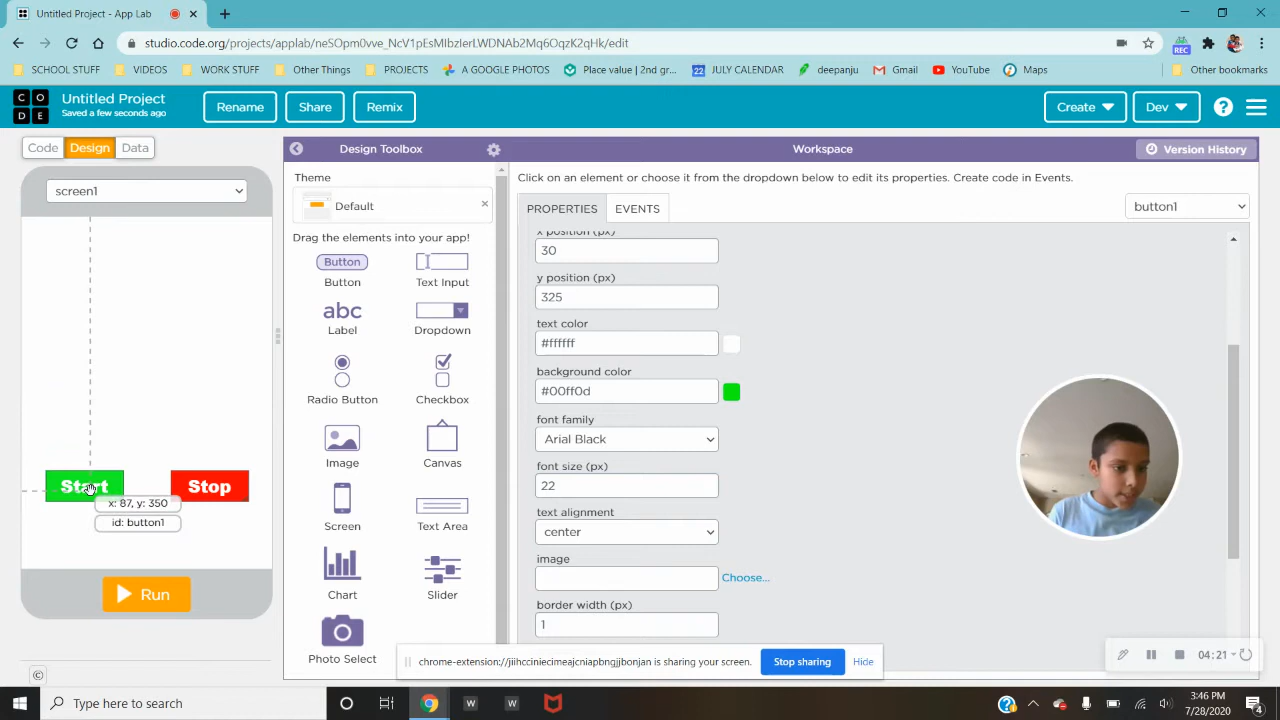 Untitled Project - App Lab
studio.code.org/projects/applab/neSOpm0vve_NcV1pEsMIbzlerLWDNAb2Mq6OqzK2qHk/edit
REC
SCHOOL STUFF
VIDEOS
WORK STUFF
Other Things
PROJECTS
A GOOGLE PHOTOS
Place value | 2nd gr...
22
JULY CALENDAR
deepanju
Gmail
YouTube
Maps
Other bookmarks
C O
D E
Untitled Project
Saved a few seconds ago
Rename
Share
Remix
Create
Dev
?
Code
Design
Data
Design Toolbox
Workspace
Version History
screen1
Theme
Default
Click on an element or choose it from the dropdown below to edit its properties. Create code in Events.
PROPERTIES
EVENTS
button1
Drag the elements into your app!
Button
Button
Text Input
abc
Label
Dropdown
Radio Button
Checkbox
Image
Canvas
Screen
Text Area
Chart
Slider
Photo Select
x position (px)
30
y position (px)
325
text color
#ffffff
background color
#00ff0d
font family
Arial Black
font size (px)
22
text alignment
center
image
Choose...
border width (px)
1
Start
Stop
x: 87, y: 350
id: button1
Run
chrome-extension://jiihcciniecimeajcniapbngjjbonjan is sharing your screen.
Stop sharing
Hide
04:21
©
Type here to search
W
W
3:46 PM
7/28/2020
4